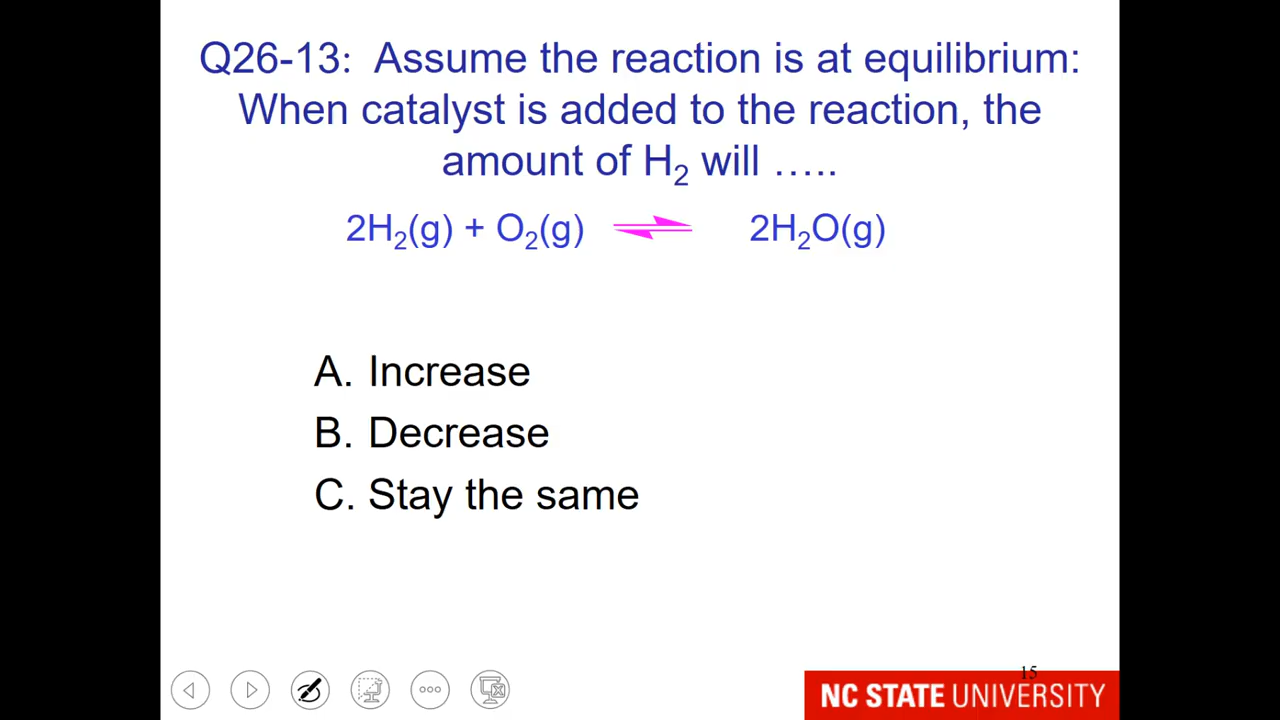 Q26-13:  Assume the reaction is at equilibrium:
When catalyst is added to the reaction, the
amount of H₂ will …..
2H₂(g) + O₂(g) ⇌ 2H₂O(g)
A. Increase
B. Decrease
C. Stay the same
15
NC STATE UNIVERSITY